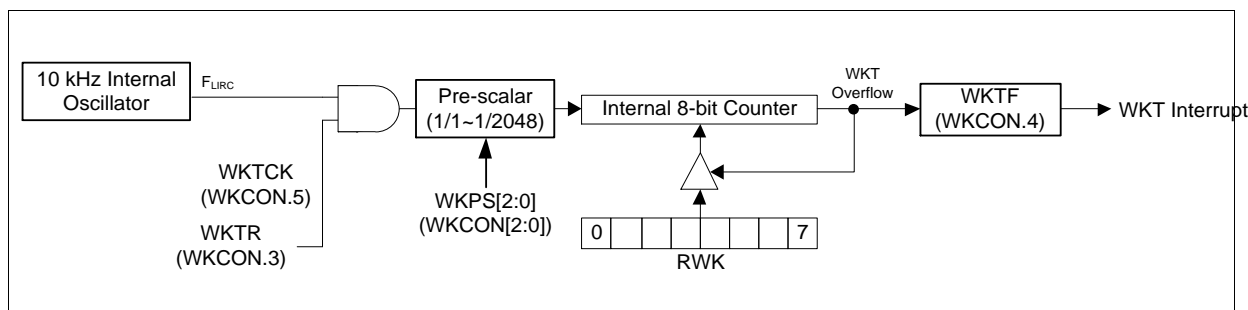 10 kHz Internal
Oscillator
FLIRC
WKTCK
(WKCON.5)
WKTR
(WKCON.3)
Pre-scalar
(1/1~1/2048)
WKPS[2:0]
(WKCON[2:0])
Internal 8-bit Counter
0
7
RWK
WKT
Overflow
WKTF
(WKCON.4)
WKT Interrupt